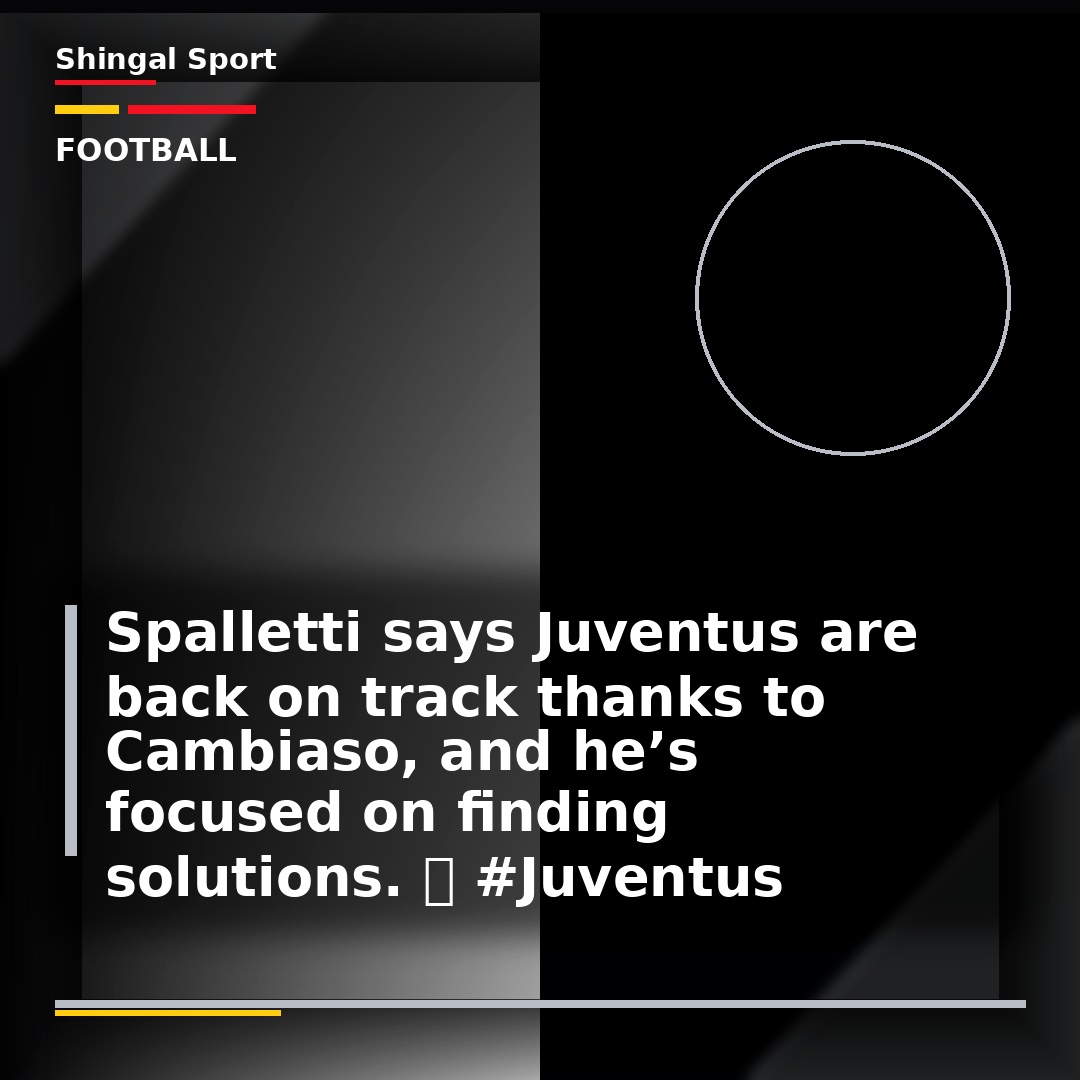 Shingal Sport
FOOTBALL
Spalletti says Juventus are
back on track thanks to
Cambiaso, and he’s
focused on finding
solutions. #Juventus